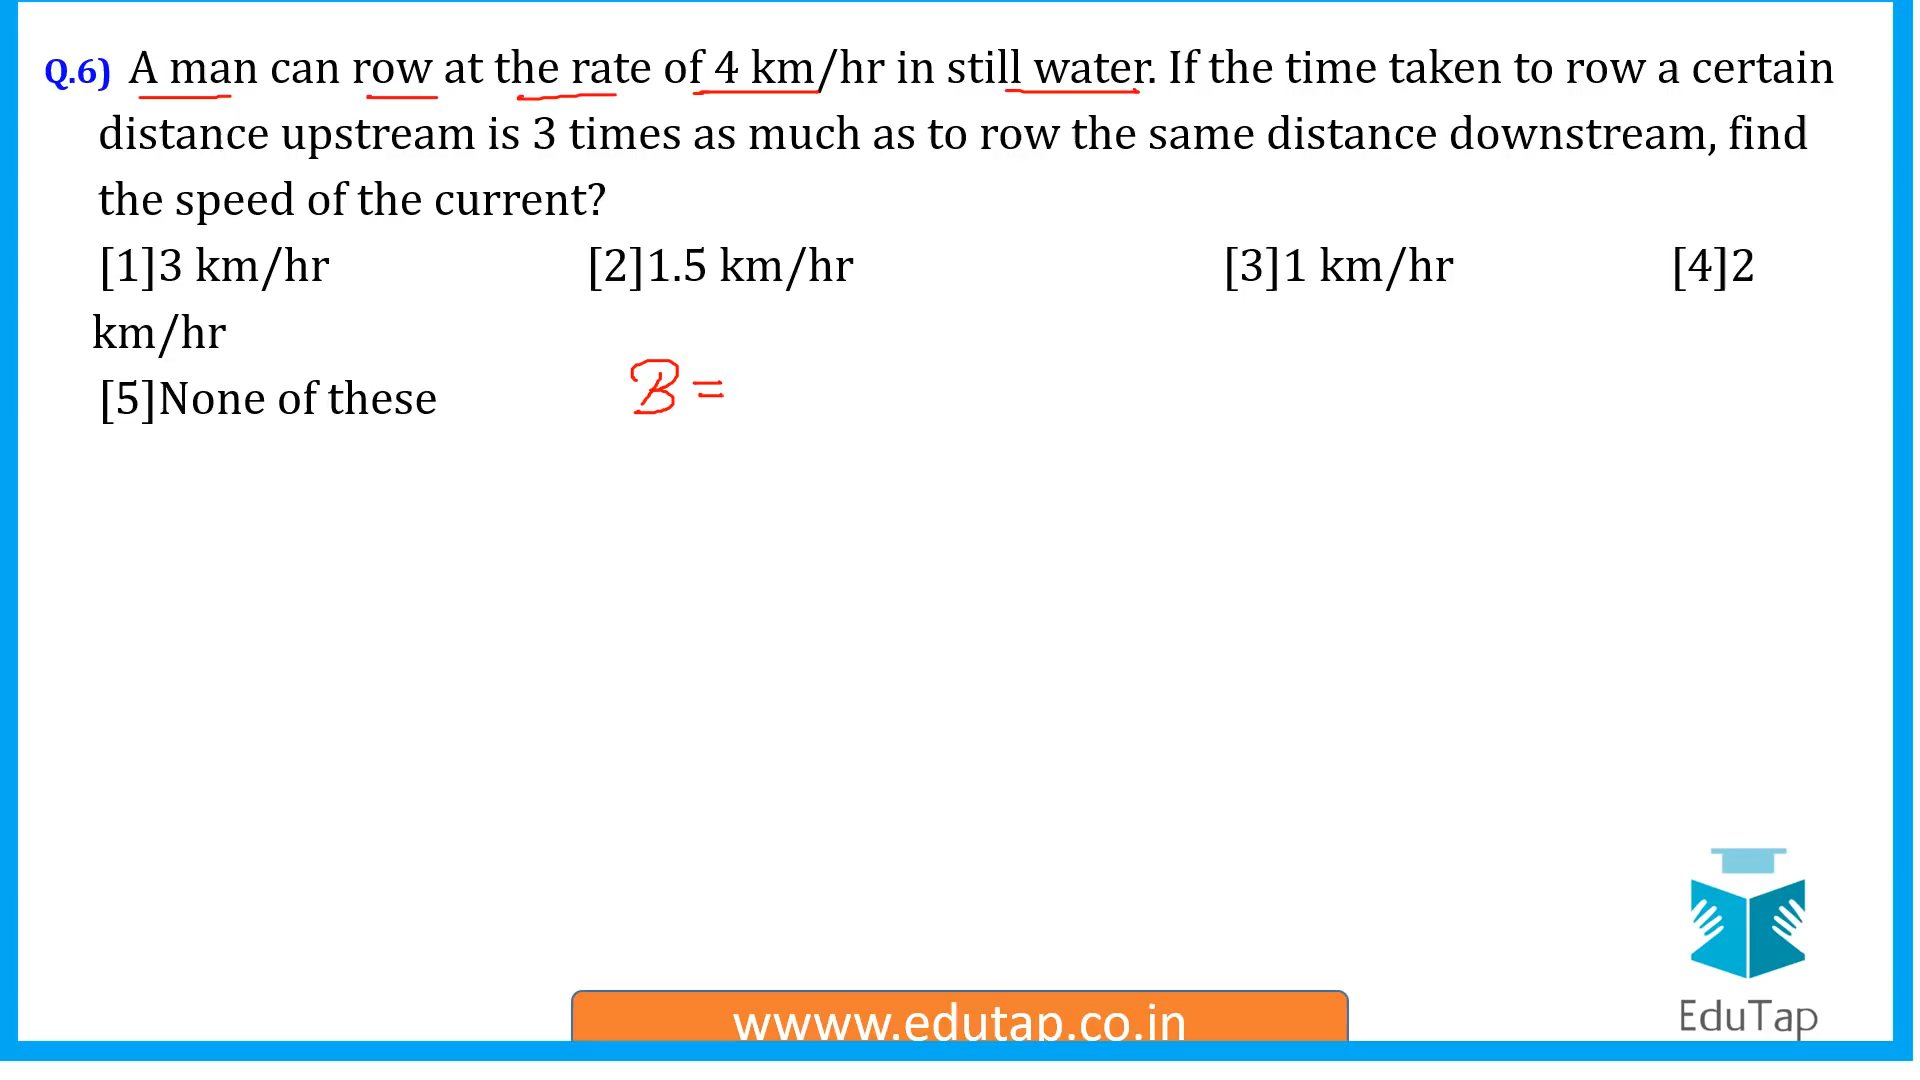 Q.6) A man can row at the rate of 4 km/hr in still water. If the time taken to row a certain
distance upstream is 3 times as much as to row the same distance downstream, find
the speed of the current?
[1]3 km/hr [2]1.5 km/hr [3]1 km/hr [4]2
km/hr
[5]None of these
B =
EduTap
wwww.edutap.co.in